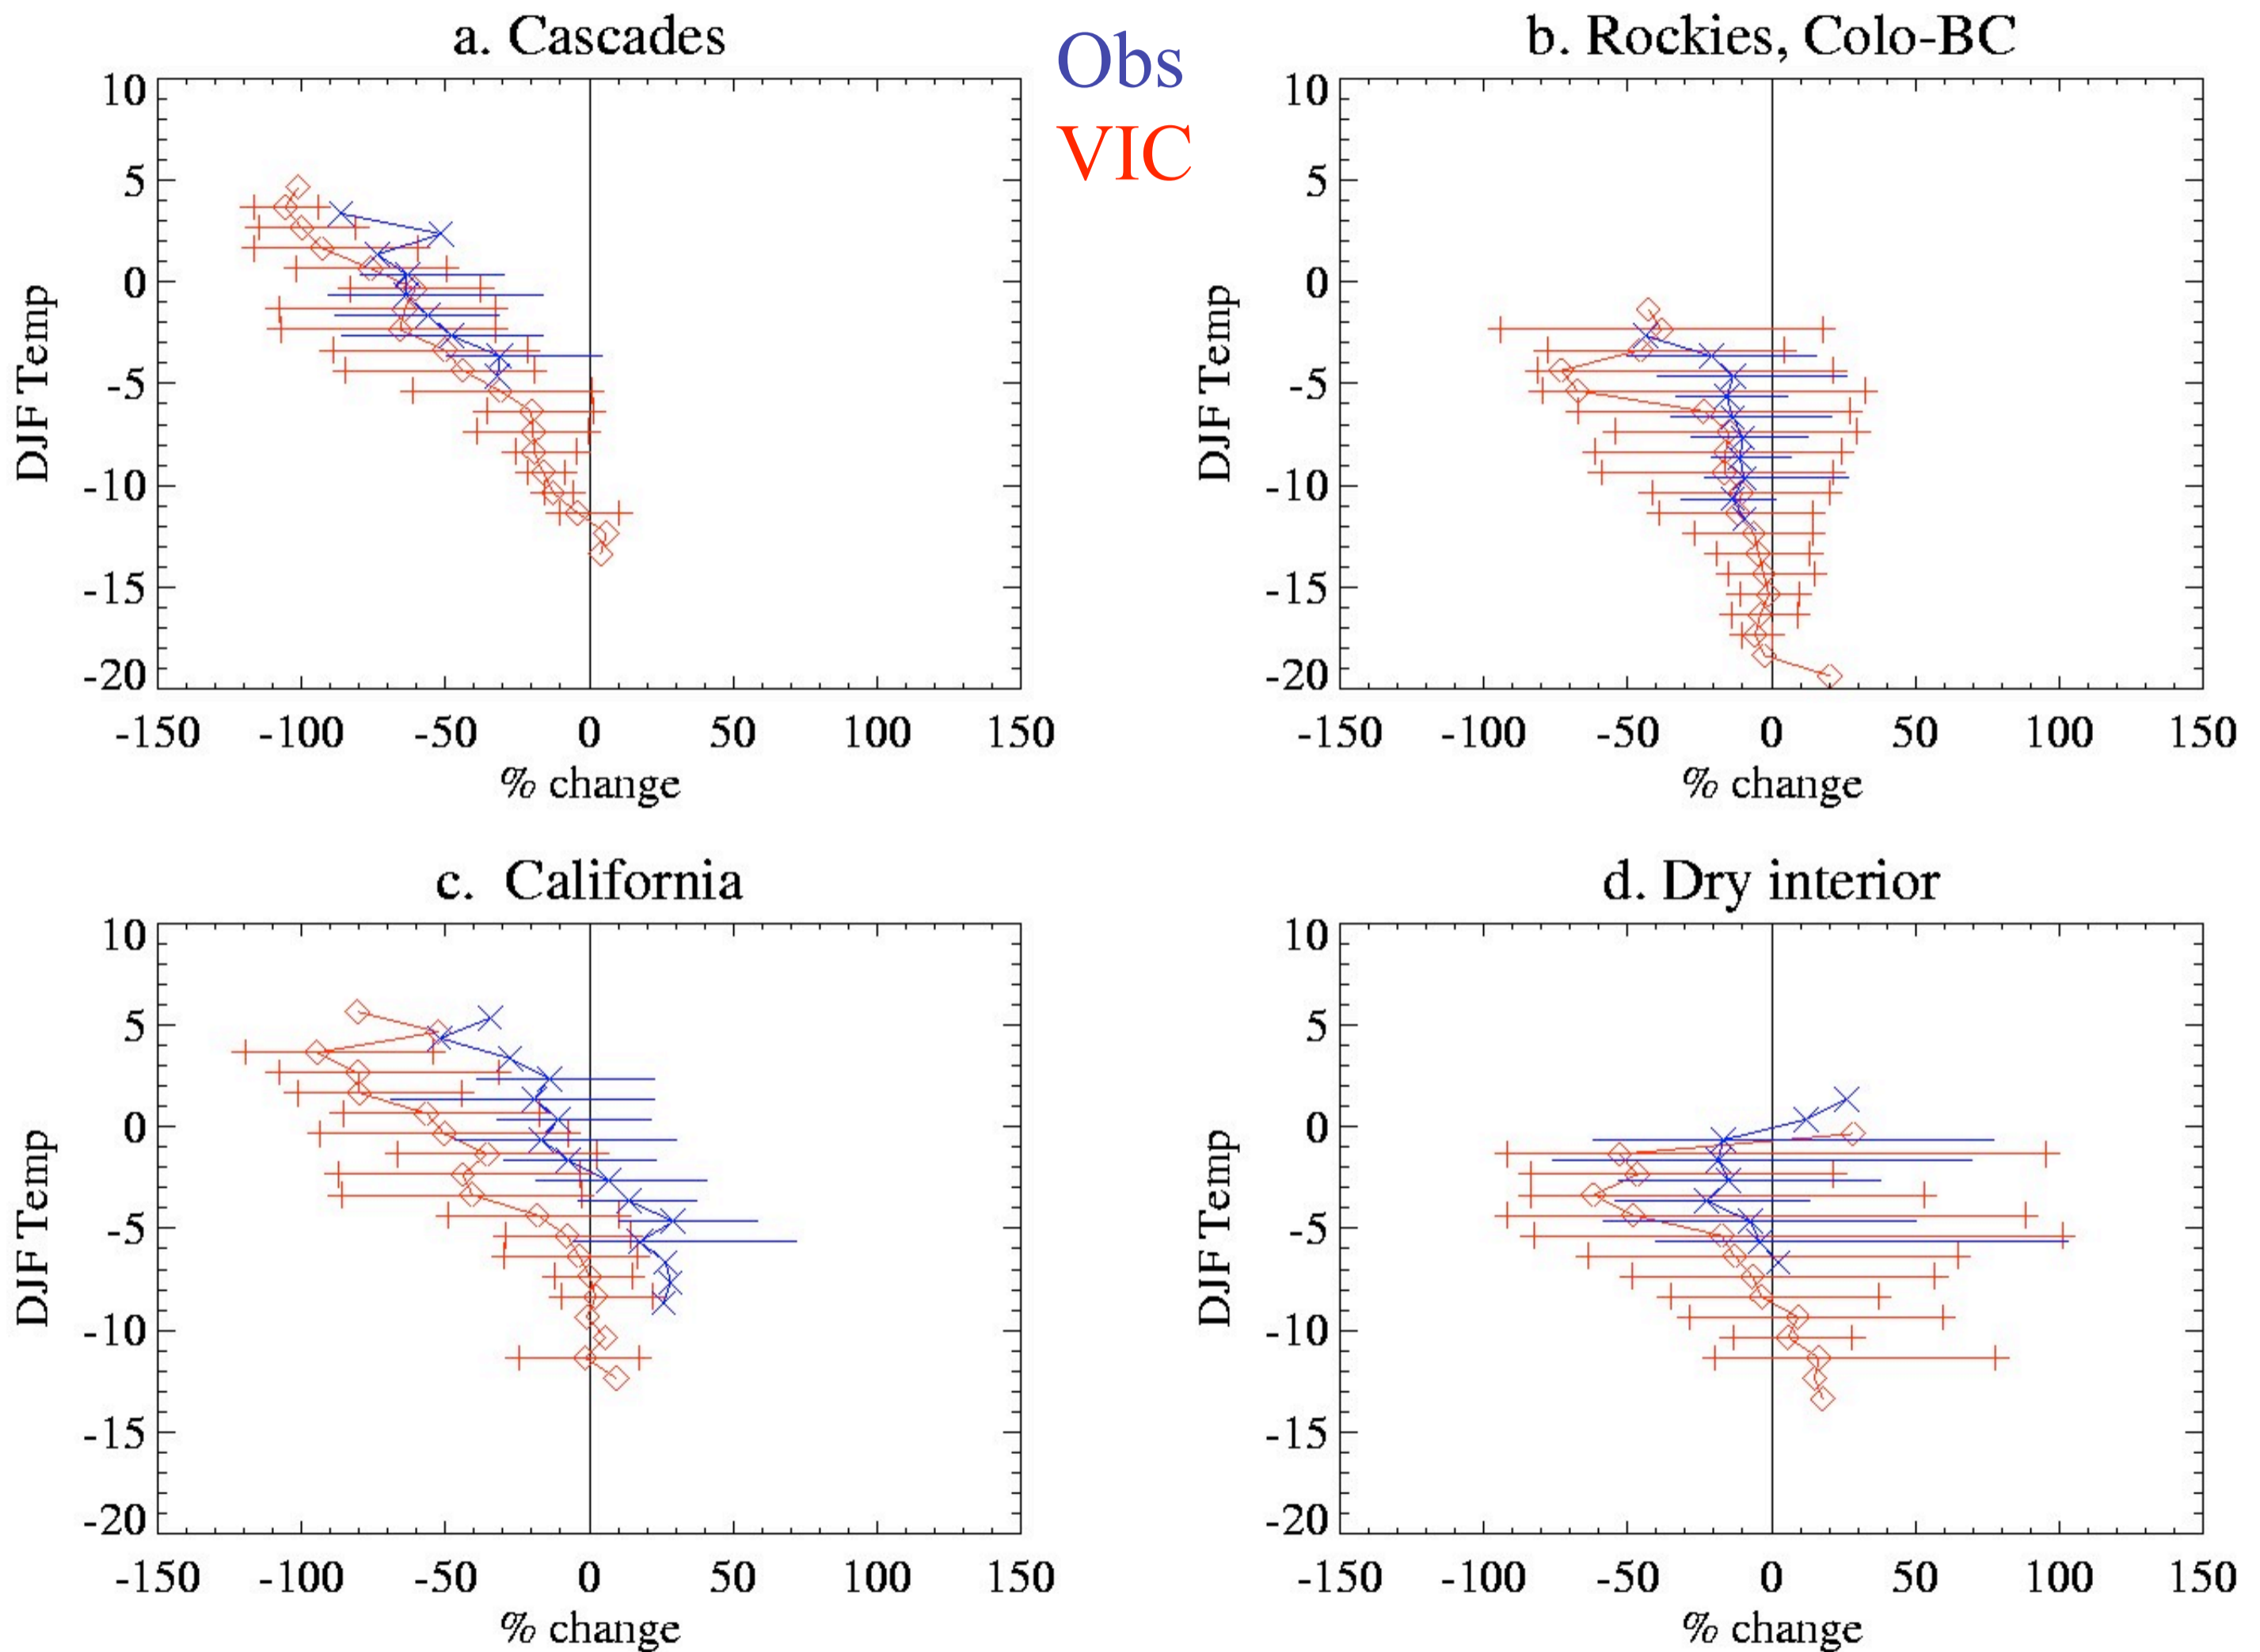 a. Cascades
Obs
VIC
b. Rockies, Colo-BC
10
5
0
-5
-10
-15
-20
DJF Temp
-150 -100 -50 0 50 100 150
% change
10
5
0
-5
-10
-15
-20
DJF Temp
-150 -100 -50 0 50 100 150
% change
c. California
10
5
0
-5
-10
-15
-20
DJF Temp
-150 -100 -50 0 50 100 150
% change
d. Dry interior
10
5
0
-5
-10
-15
-20
DJF Temp
-150 -100 -50 0 50 100 150
% change